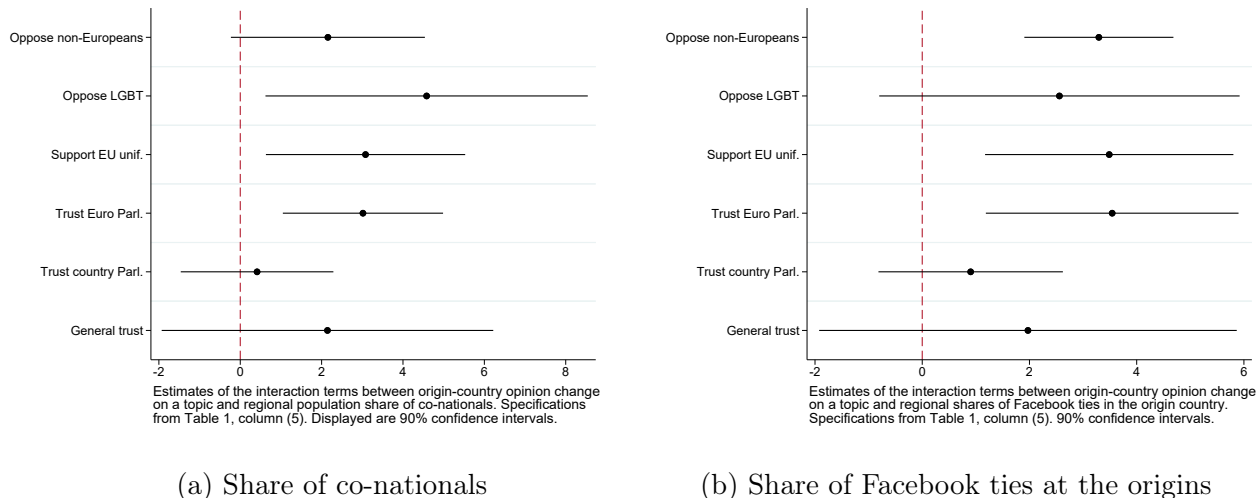 Oppose non-Europeans
Oppose LGBT
Support EU unif.
Trust Euro Parl.
Trust country Parl.
General trust
-2 0 2 4 6 8
Estimates of the interaction terms between origin-country opinion change
on a topic and regional population share of co-nationals. Specifications
from Table 1, column (5). Displayed are 90% confidence intervals.
(a) Share of co-nationals
Oppose non-Europeans
Oppose LGBT
Support EU unif.
Trust Euro Parl.
Trust country Parl.
General trust
-2 0 2 4 6
Estimates of the interaction terms between origin-country opinion change
on a topic and regional shares of Facebook ties in the origin country.
Specifications from Table 1, column (5). 90% confidence intervals.
(b) Share of Facebook ties at the origins